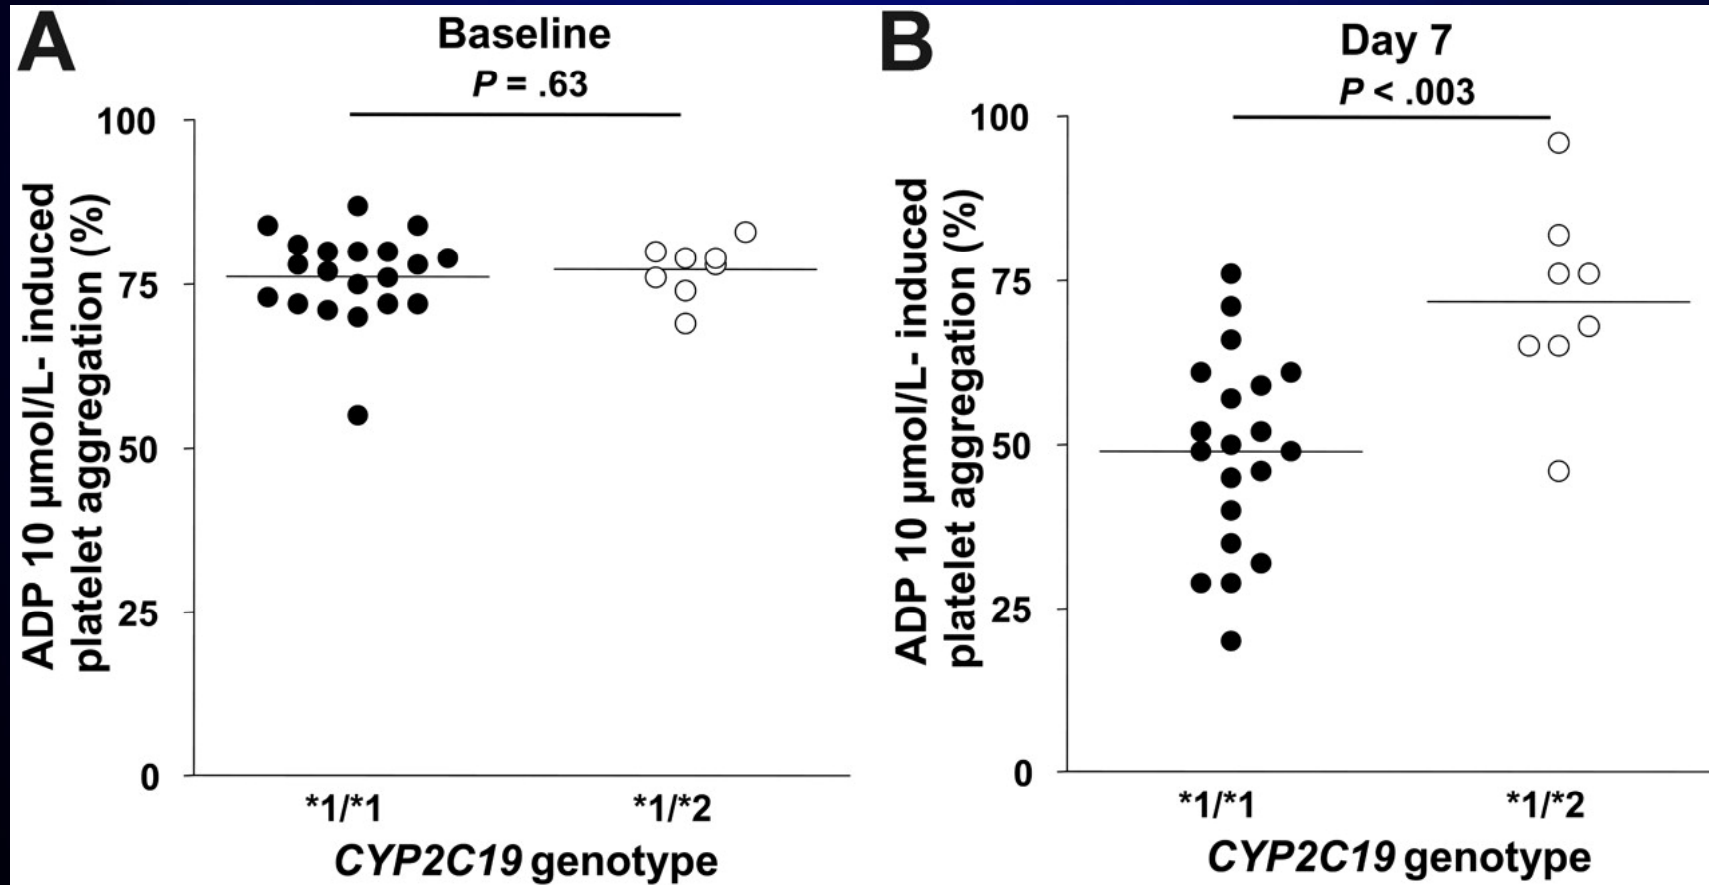 A
Baseline
P = .63
100
75
50
25
0
ADP 10 µmol/L- induced
platelet aggregation (%)
*1/*1
*1/*2
CYP2C19 genotype
B
Day 7
P < .003
100
75
50
25
0
ADP 10 µmol/L- induced
platelet aggregation (%)
*1/*1
*1/*2
CYP2C19 genotype